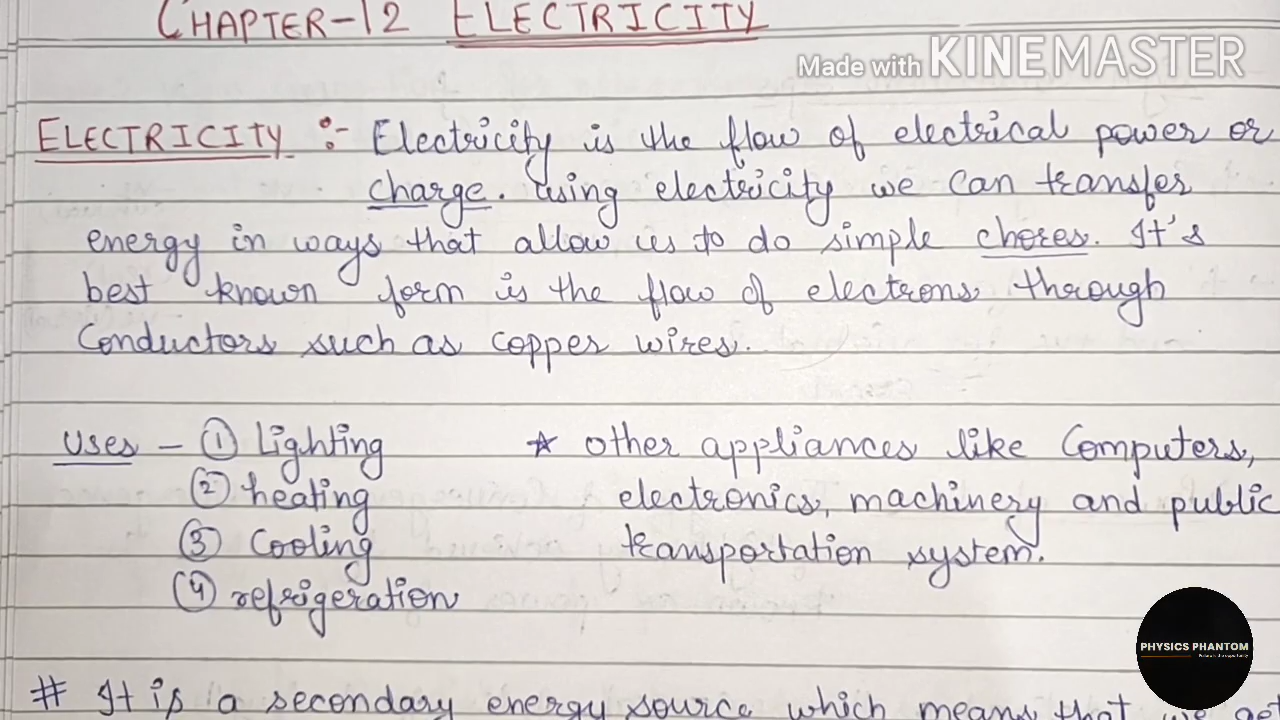 CHAPTER-12 ELECTRICITY
Made with KINEMASTER
ELECTRICITY :- Electricity is the flow of electrical power or
charge. Using electricity we can transfer
energy in ways that allow us to do simple chores. It's
best known form is the flow of electrons through
Conductors such as copper wires.
Uses - ① Lighting
② heating
③ Cooling
④ refrigeration
★ other appliances like Computers,
electronics, machinery and public
transportation system.
PHYSICS PHANTOM
# It is a secondary energy source which means that we get